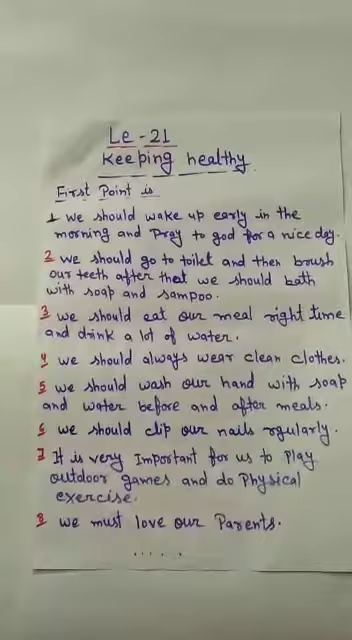 Le - 21
Keeping healthy
First Point is
1 we should wake up early in the
morning and Pray to god for a nice day.
2 we should go to toilet and then brush
our teeth after that we should bath
with soap and sampoo.
3 we should eat our meal right time
and drink a lot of water.
4 we should always wear clean clothes.
5 we should wash our hand with soap
and water before and after meals.
6 we should clip our nails rgularly.
7 It is very Important for us to Play
outdoor games and do Physical
exercise.
8 we must love our Parents.
......